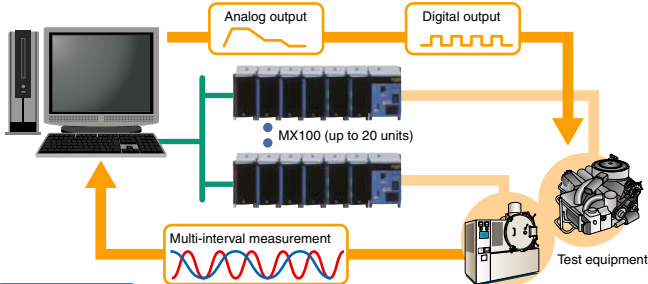 Analog output
Digital output
MX100 (up to 20 units)
Multi-interval measurement
Test equipment